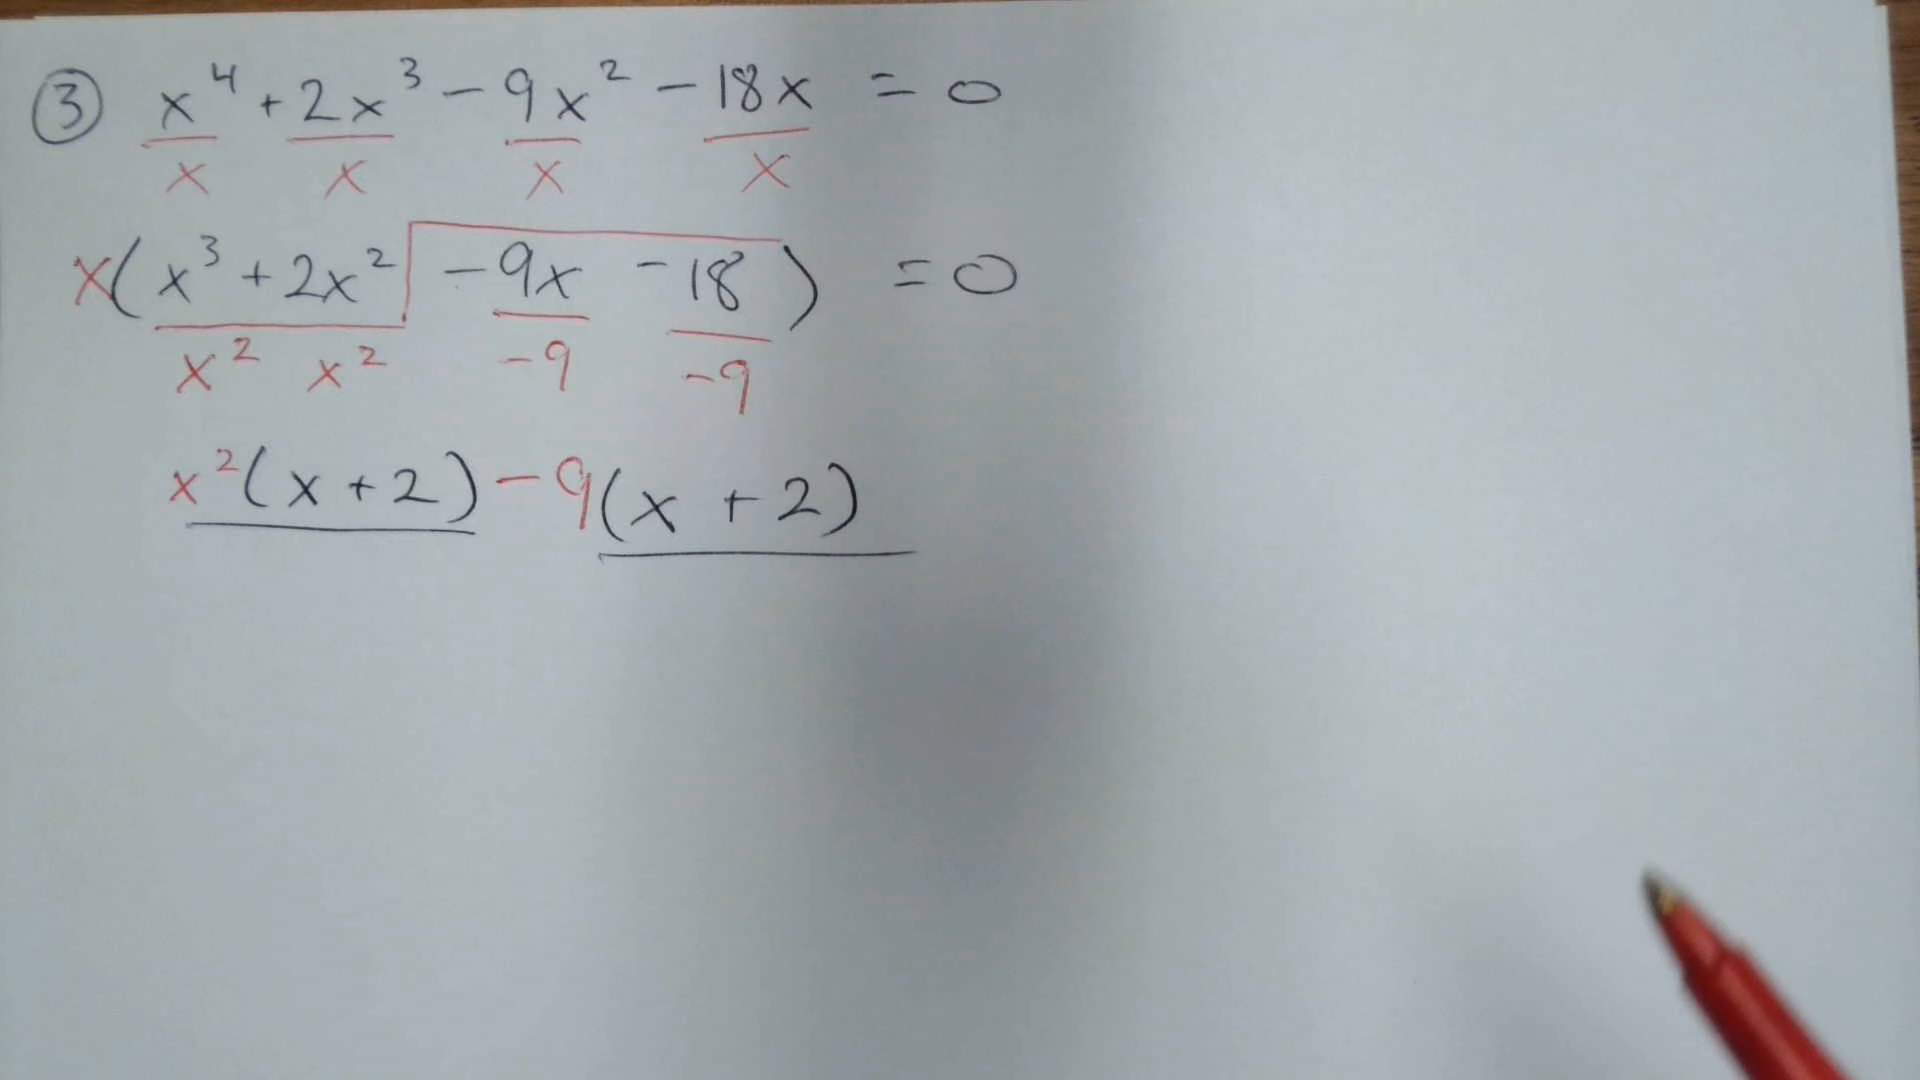 ③ x⁴ + 2x³ - 9x² - 18x = 0
x x x x
x(x³ + 2x² - 9x - 18) = 0
x² x² -9 -9
x²(x + 2) - 9(x + 2)